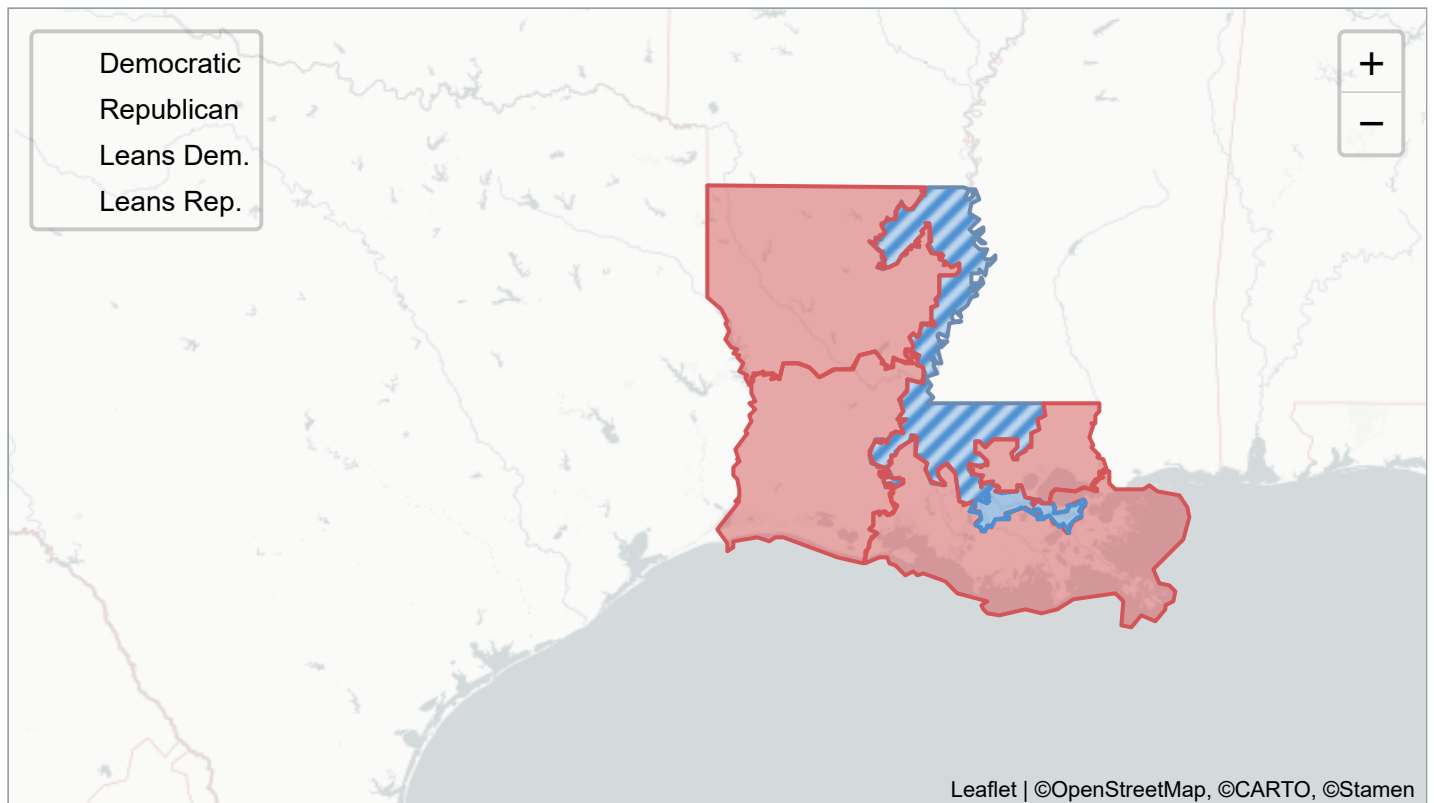 Democratic
Republican
Leans Dem.
Leans Rep.
+
−
Leaflet | ©OpenStreetMap, ©CARTO, ©Stamen